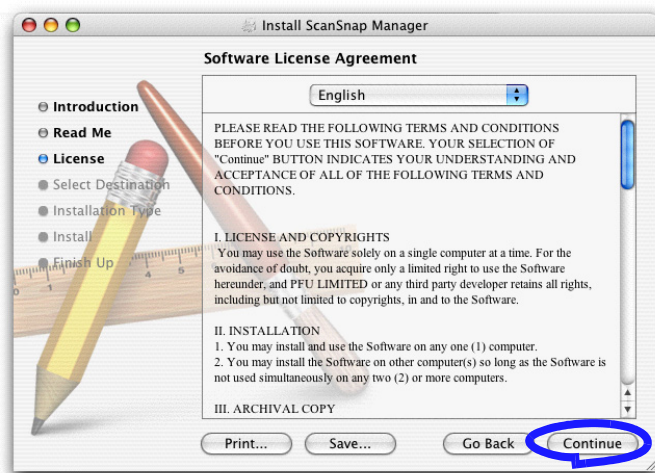 Install ScanSnap Manager
Software License Agreement
English
Introduction
Read Me
License
Select Destination
Installation Type
Install
Finish Up
PLEASE READ THE FOLLOWING TERMS AND CONDITIONS
BEFORE YOU USE THIS SOFTWARE. YOUR SELECTION OF
"Continue" BUTTON INDICATES YOUR UNDERSTANDING AND
ACCEPTANCE OF ALL OF THE FOLLOWING TERMS AND
CONDITIONS.
I. LICENSE AND COPYRIGHTS
You may use the Software solely on a single computer at a time. For the
avoidance of doubt, you acquire only a limited right to use the Software
hereunder, and PFU LIMITED or any third party developer retains all rights,
including but not limited to copyrights, in and to the Software.
II. INSTALLATION
1. You may install and use the Software on any one (1) computer.
2. You may install the Software on other computer(s) so long as the Software is
not used simultaneously on any two (2) or more computers.
III. ARCHIVAL COPY
Print... Save... Go Back Continue